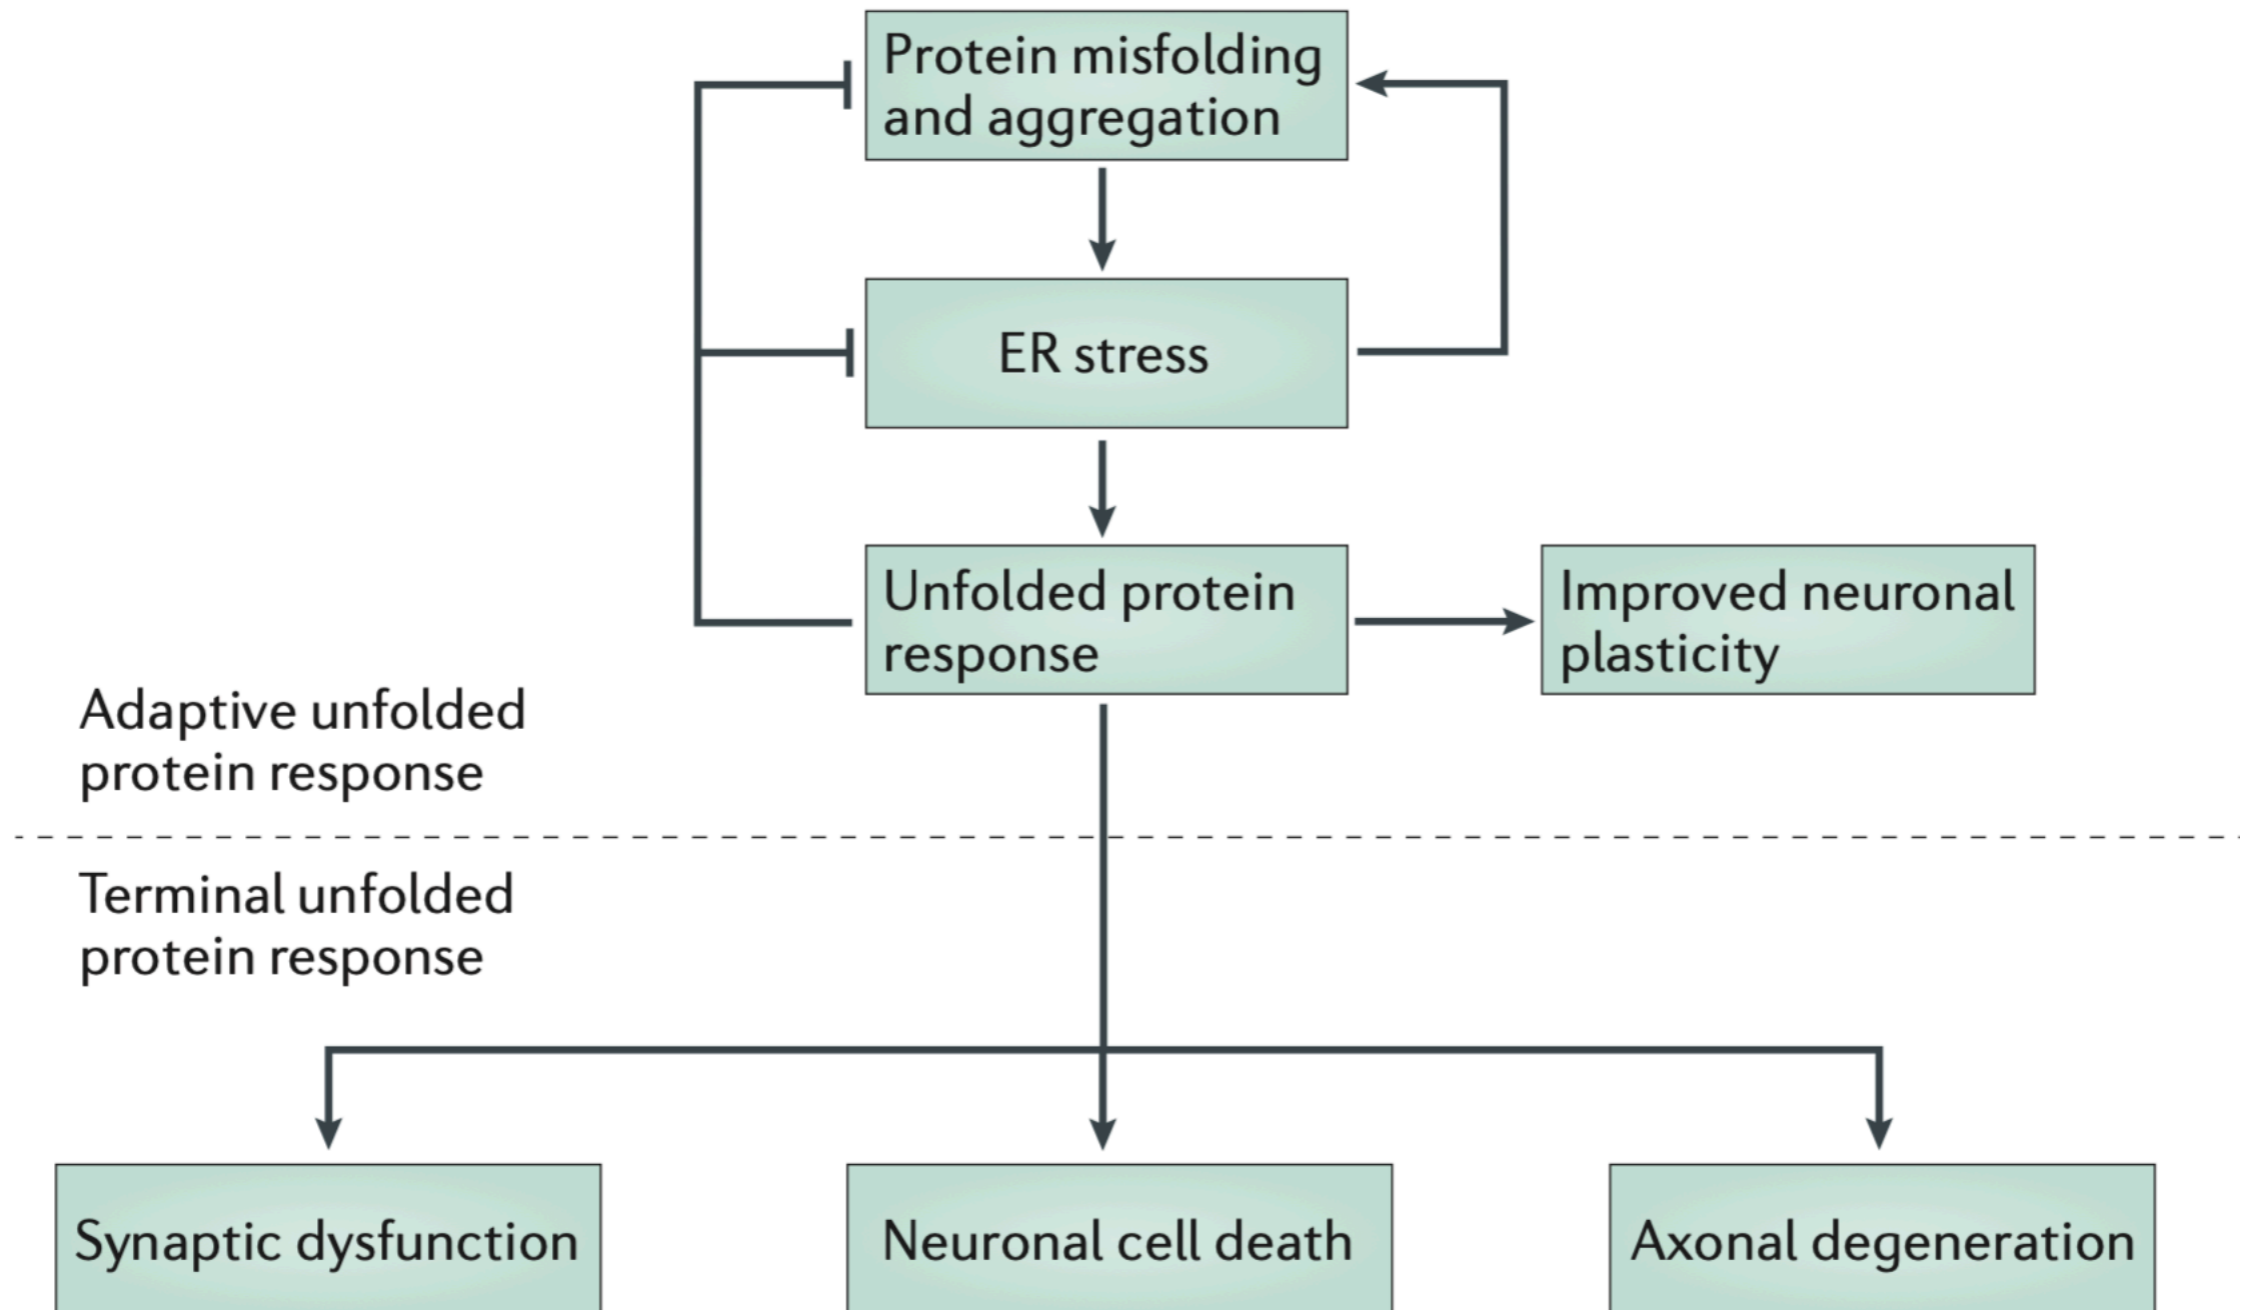 Protein misfolding
and aggregation
ER stress
Unfolded protein
response
Improved neuronal
plasticity
Adaptive unfolded
protein response
Terminal unfolded
protein response
Synaptic dysfunction
Neuronal cell death
Axonal degeneration